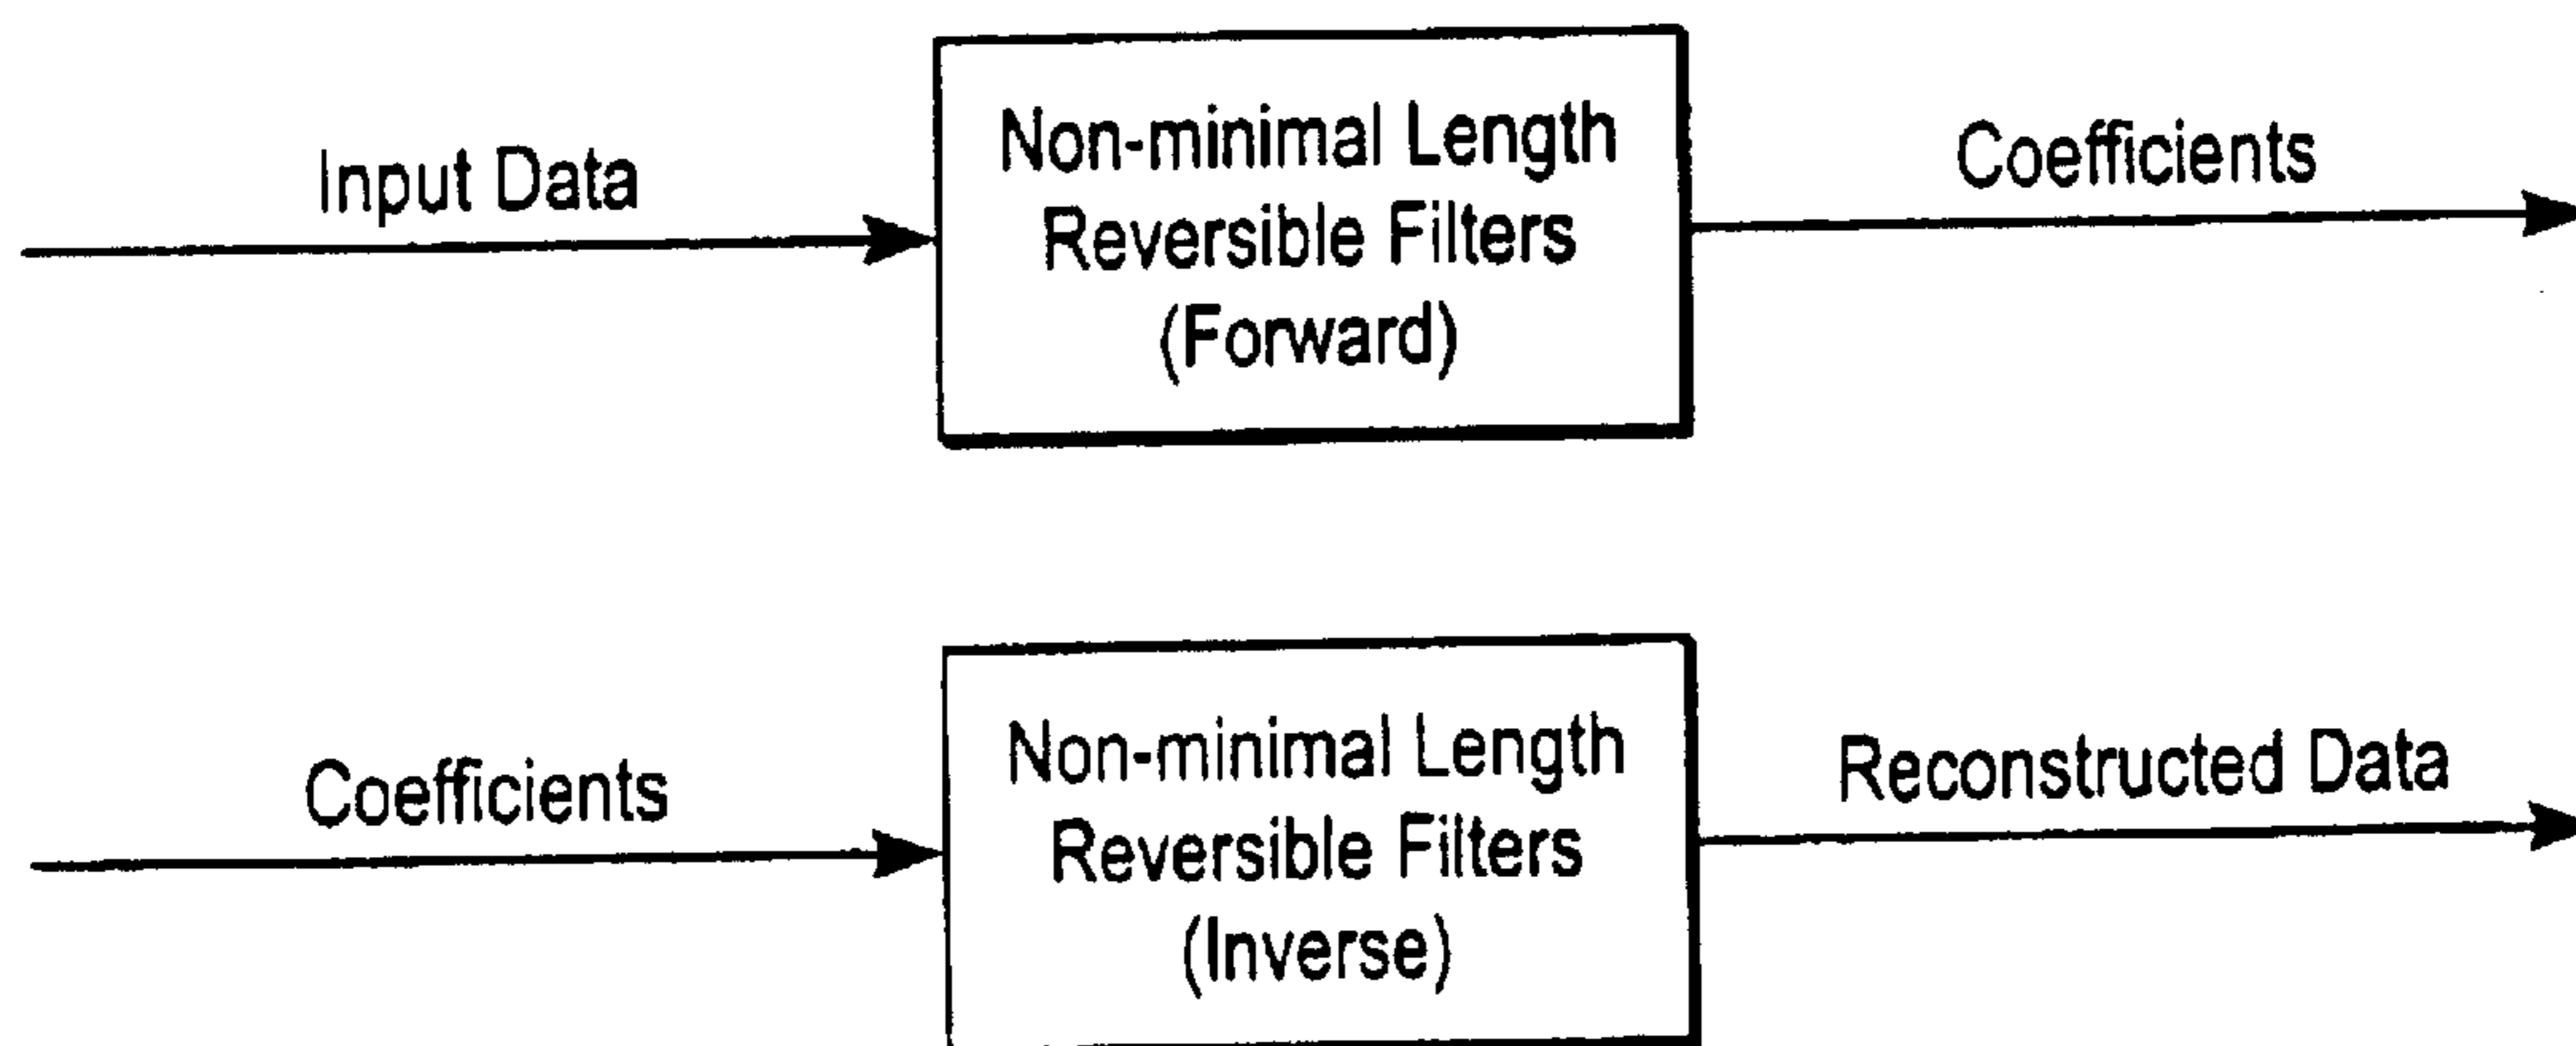 Input Data
Non-minimal Length
Reversible Filters
(Forward)
Coefficients
Coefficients
Non-minimal Length
Reversible Filters
(Inverse)
Reconstructed Data